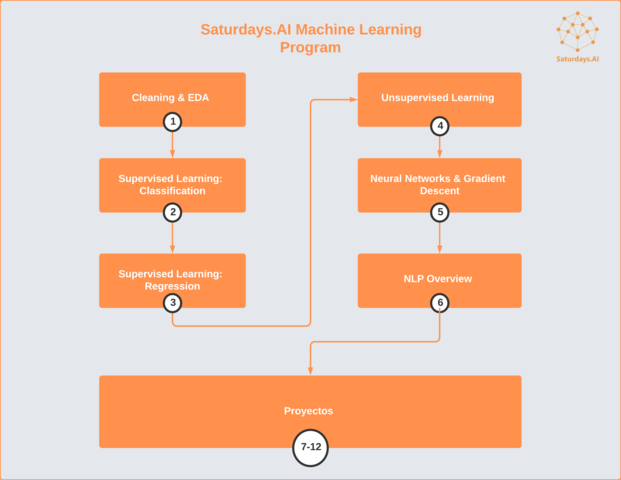 Saturdays.AI Machine Learning
Program
Saturdays.AI
Cleaning & EDA
1
Supervised Learning:
Classification
2
Supervised Learning:
Regression
3
Unsupervised Learning
4
Neural Networks & Gradient
Descent
5
NLP Overview
6
Proyectos
7-12